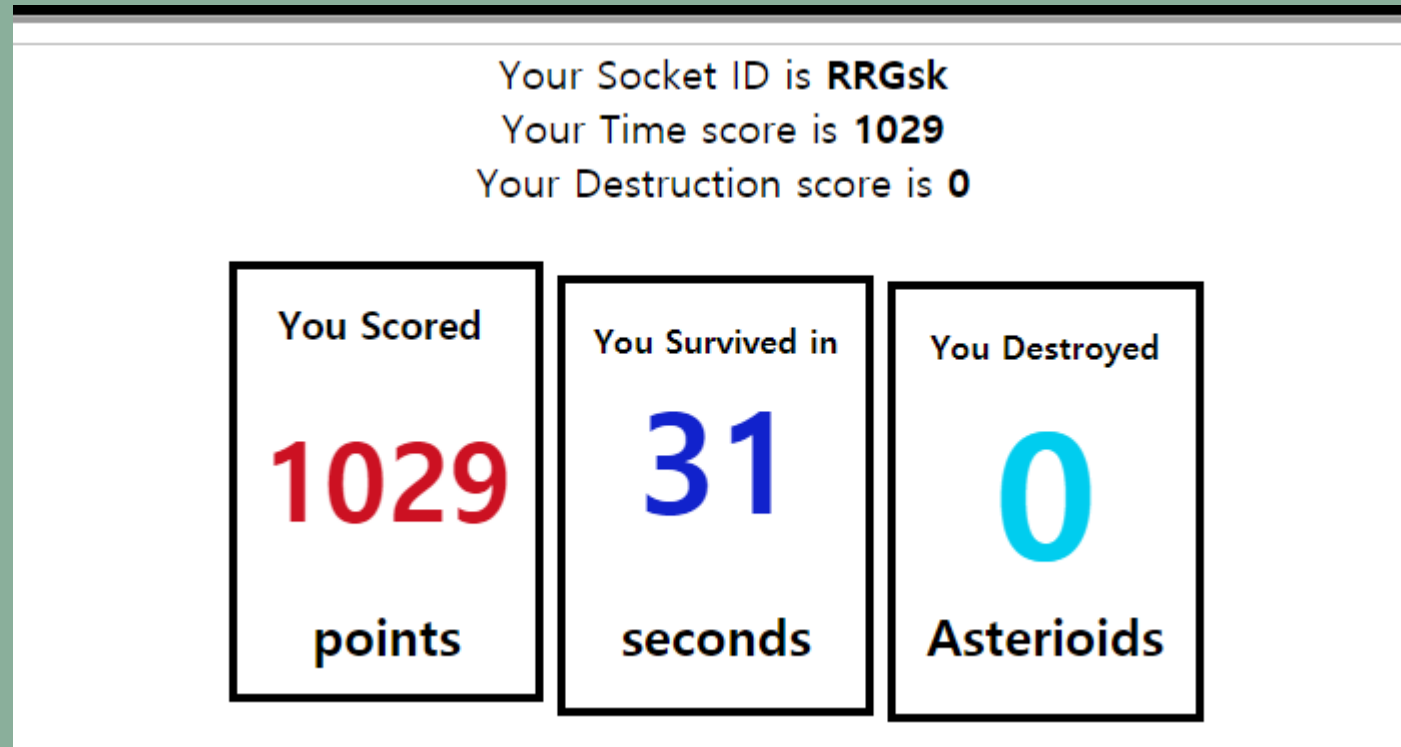 Your Socket ID is RRGsk
Your Time score is 1029
Your Destruction score is 0
You Scored
1029
points
You Survived in
31
seconds
You Destroyed
0
Asterioids